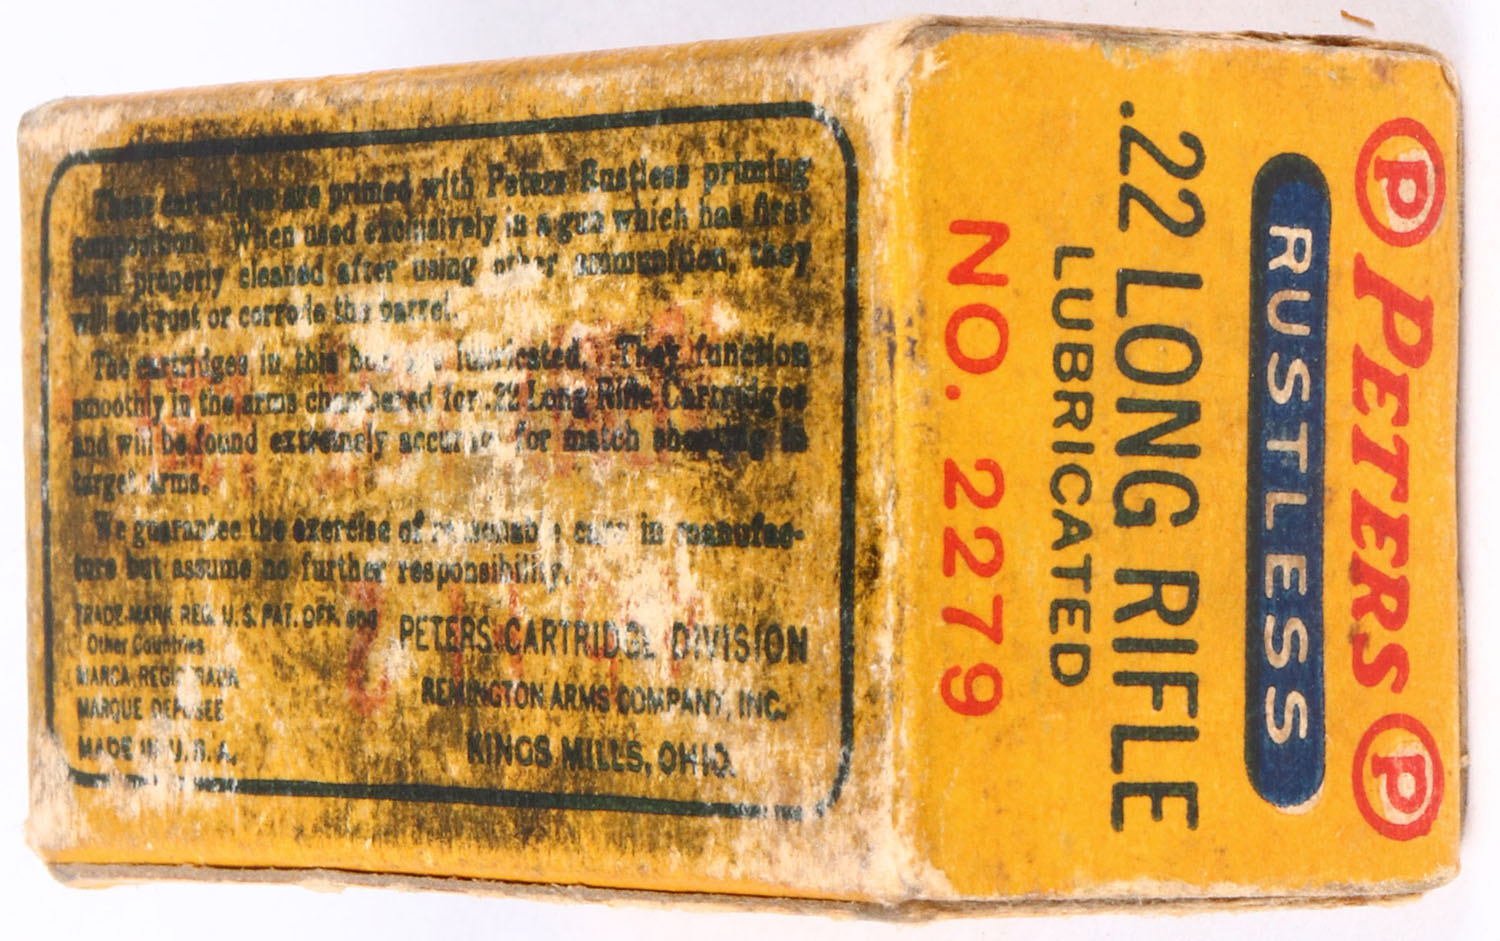 These cartridges are primed with Peters Rustless priming
composition. When used exclusively in a gun which has first
been properly cleaned after using other ammunition, they
will not rust or corrode the barrel.
The cartridges in this box are lubricated. They function
smoothly in the arms chambered for .22 Long Rifle Cartridges
and will be found extremely accurate for match shooting in
target arms.
We guarantee the exercise of reasonable care in manufac-
ture but assume no further responsibility.
TRADE-MARK REG. U.S. PAT. OFF. and
Other Countries
MARCA REGISTRADA
MARQUE DEPOSEE
MADE IN U.S.A.
PETERS CARTRIDGE DIVISION
REMINGTON ARMS COMPANY, INC.
KINGS MILLS, OHIO.
P PETERS P
RUSTLESS
.22 LONG RIFLE
LUBRICATED
NO. 2279